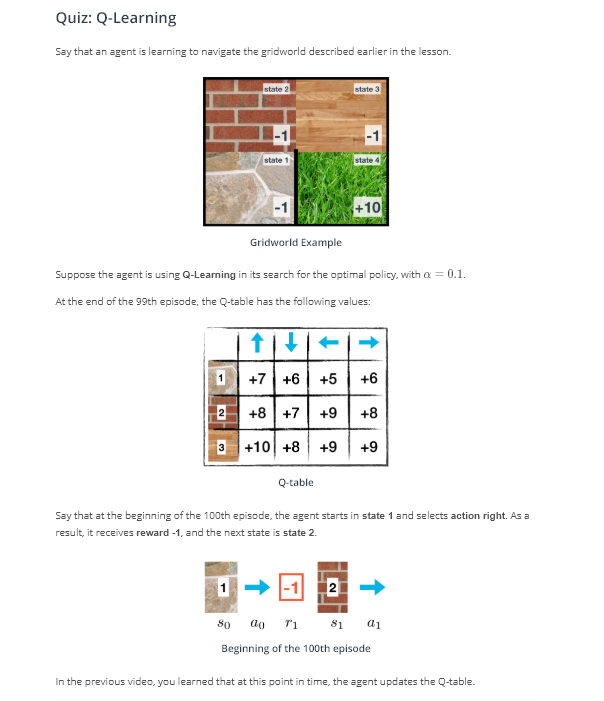 Quiz: Q-Learning
Say that an agent is learning to navigate the gridworld described earlier in the lesson.
state 2
state 3
-1
-1
state 1
state 4
-1
+10
Gridworld Example
Suppose the agent is using Q-Learning in its search for the optimal policy, with α = 0.1.
At the end of the 99th episode, the Q-table has the following values:
↑ ↓ ← →
1 +7 +6 +5 +6
2 +8 +7 +9 +8
3 +10 +8 +9 +9
Q-table
Say that at the beginning of the 100th episode, the agent starts in state 1 and selects action right. As a
result, it receives reward -1, and the next state is state 2.
1 → -1 2 →
s0 a0 r1 s1 a1
Beginning of the 100th episode
In the previous video, you learned that at this point in time, the agent updates the Q-table.